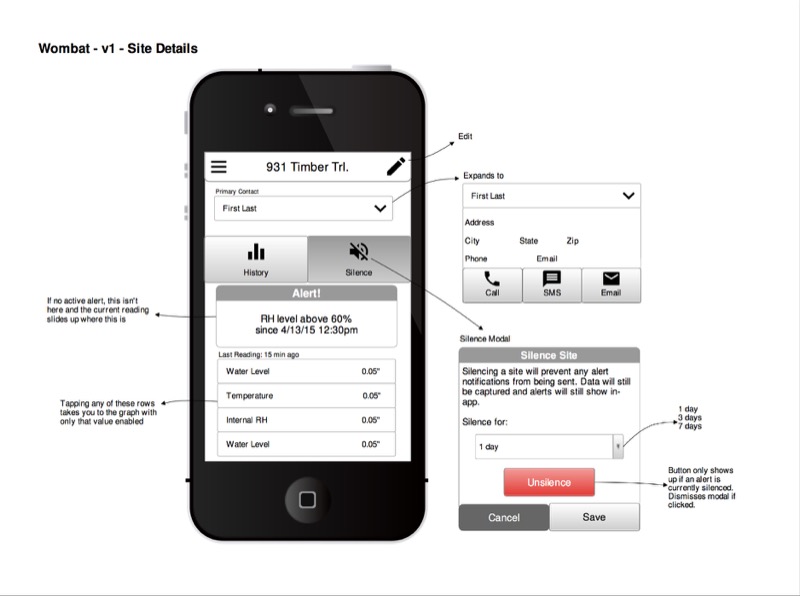 Wombat - v1 - Site Details
Edit
931 Timber Trl.
Primary Contact
First Last
Expands to
First Last
Address
City State Zip
Phone Email
Call SMS Email
History Silence
Alert!
RH level above 60%
since 4/13/15 12:30pm
If no active alert, this isn't
here and the current reading
slides up where this is
Last Reading: 15 min ago
Water Level 0.05"
Temperature 0.05"
Internal RH 0.05"
Water Level 0.05"
Tapping any of these rows
takes you to the graph with
only that value enabled
Silence Modal
Silence Site
Silencing a site will prevent any alert
notifications from being sent. Data will still
be captured and alerts will still show in-
app.
Silence for:
1 day
1 day
3 days
7 days
Unsilence
Button only shows
up if an alert is
currently silenced.
Dismisses modal if
clicked.
Cancel Save